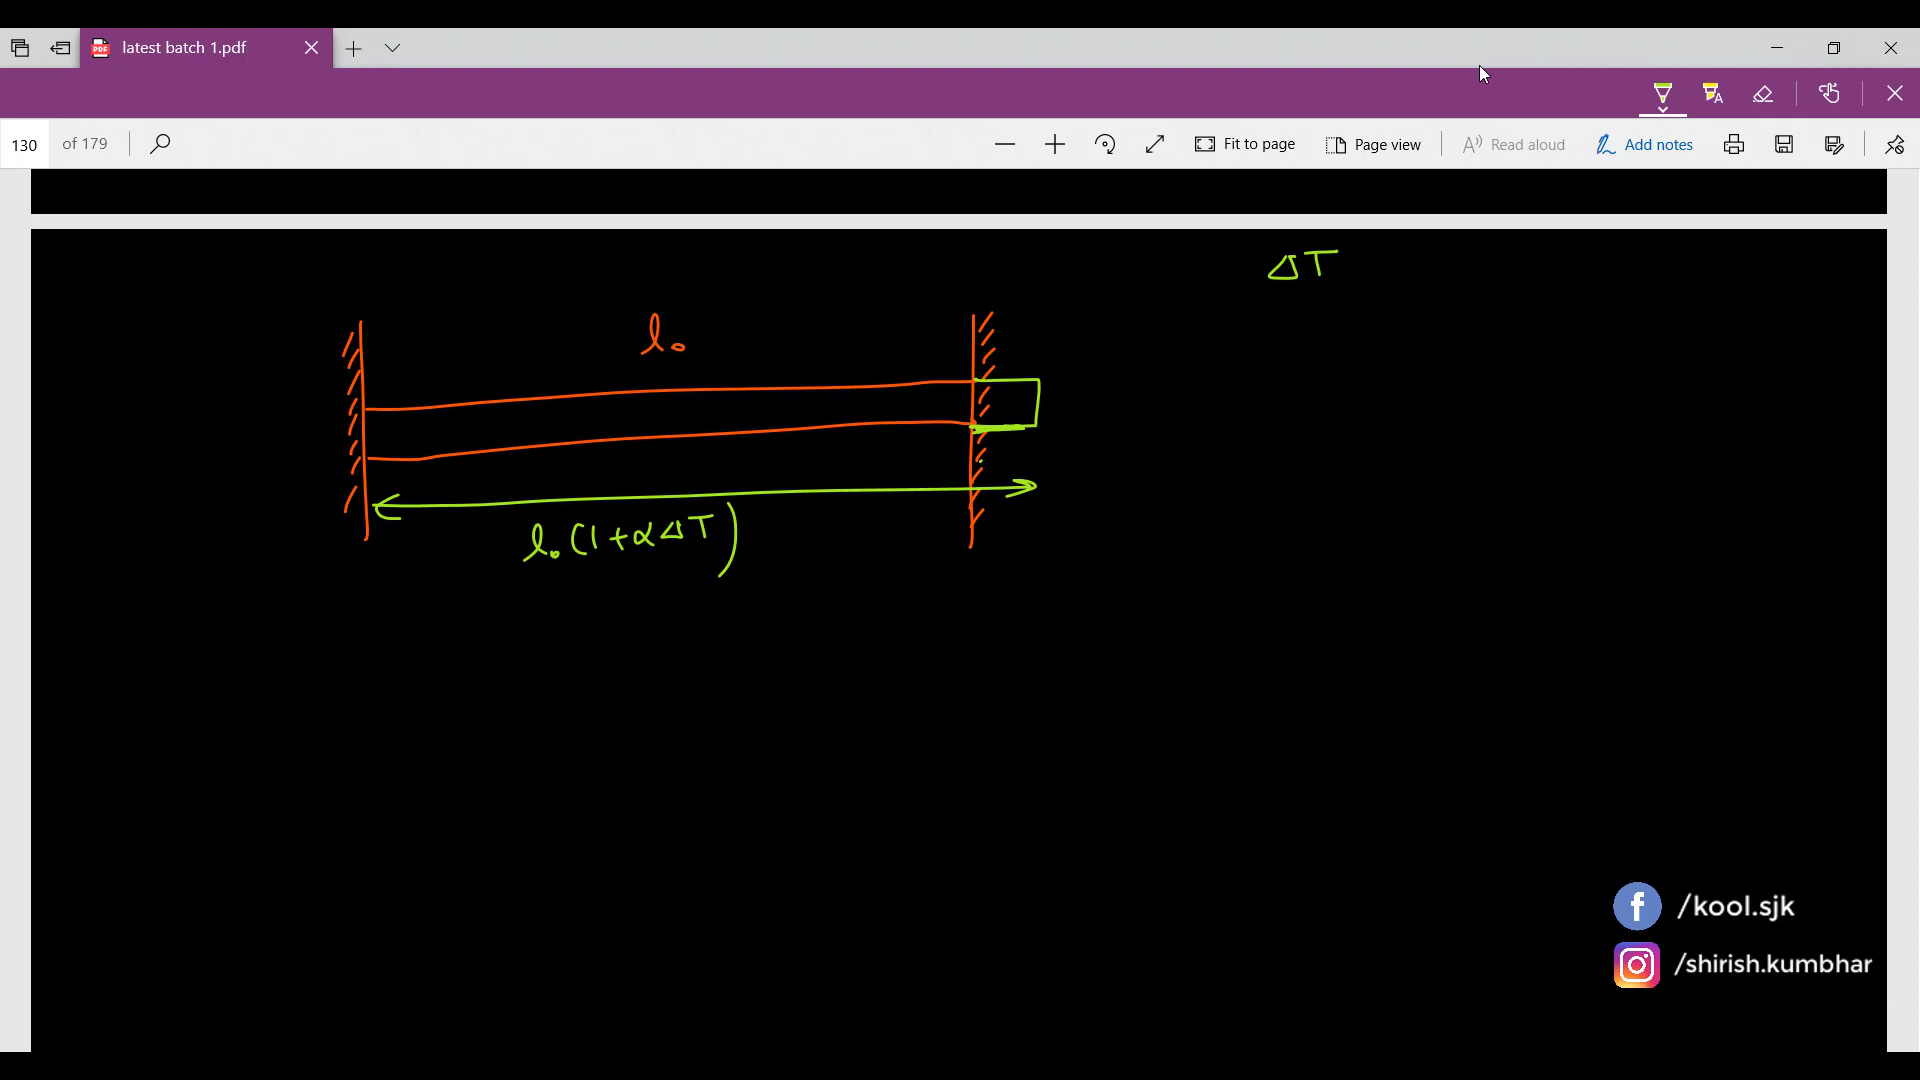 latest batch 1.pdf
130 of 179
Fit to page
Page view
Read aloud
Add notes
ΔT
l₀
l₀(1+αΔT)
/kool.sjk
/shirish.kumbhar